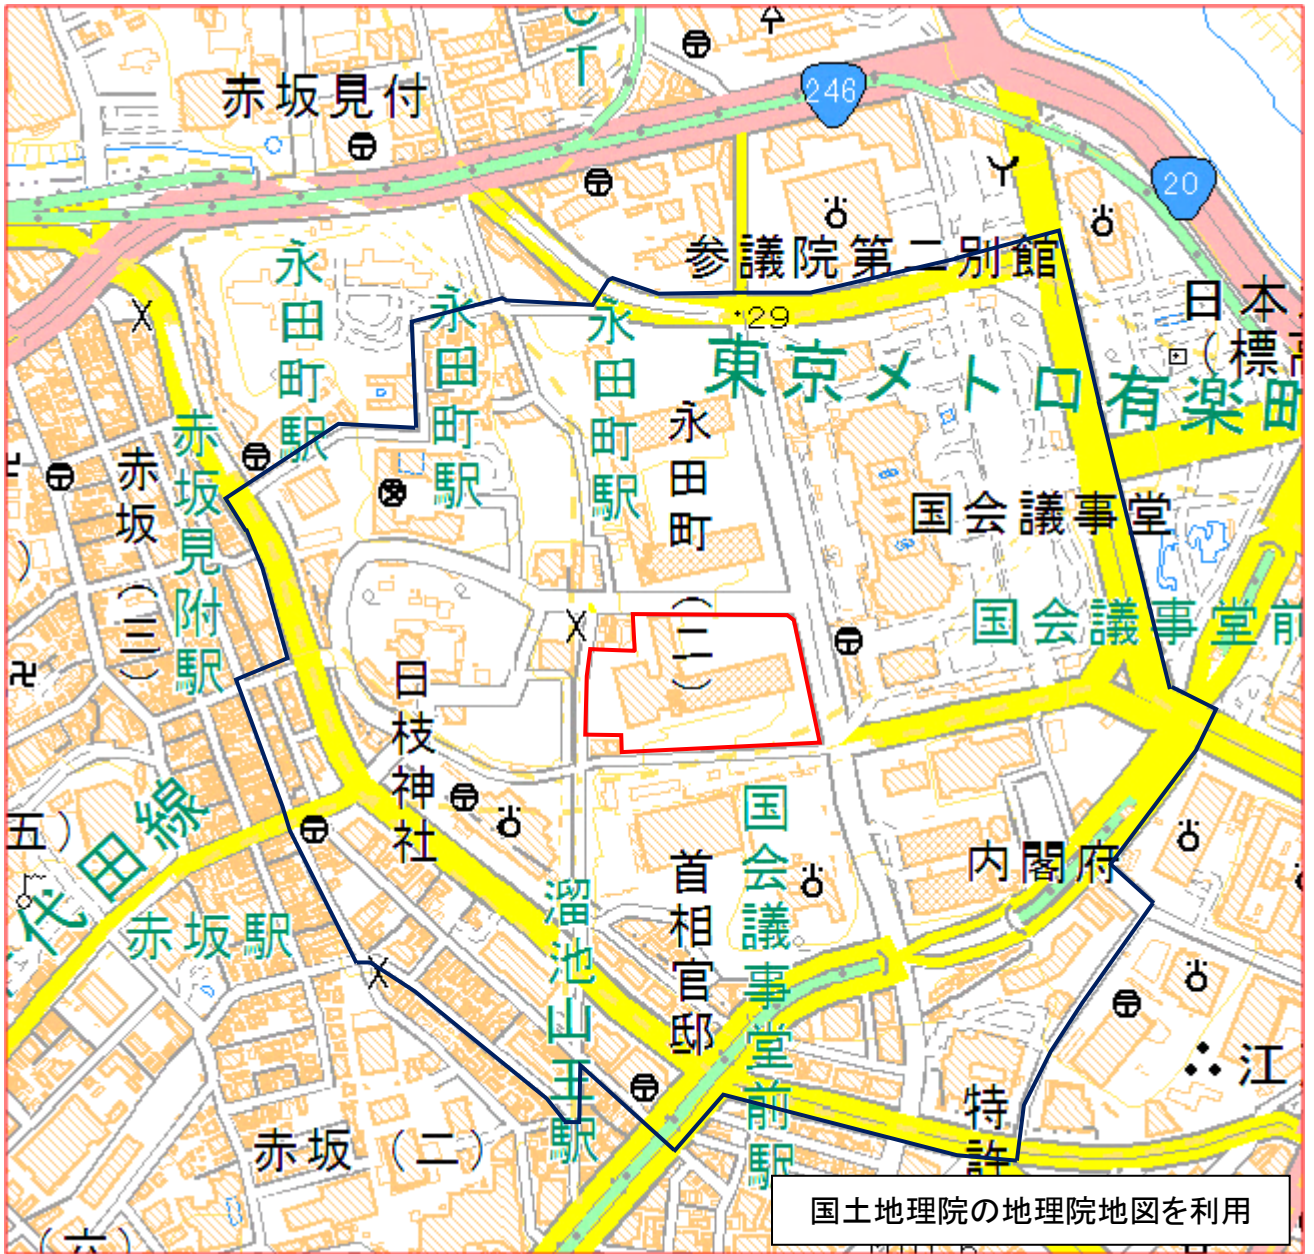 CT
赤坂見付
246
20
参議院第二別館
29
永田町駅
永田町駅
永田町駅
東京メトロ有楽町
日本
(標高
永田町(二)
国会議事堂
国会議事堂前
赤坂見附駅
赤坂(三)
日枝神社
五)
代田線
赤坂駅
溜池山王駅
首相官邸
国会議事堂前駅
内閣府
江
特許
赤坂(二)
(六)
国土地理院の地理院地図を利用